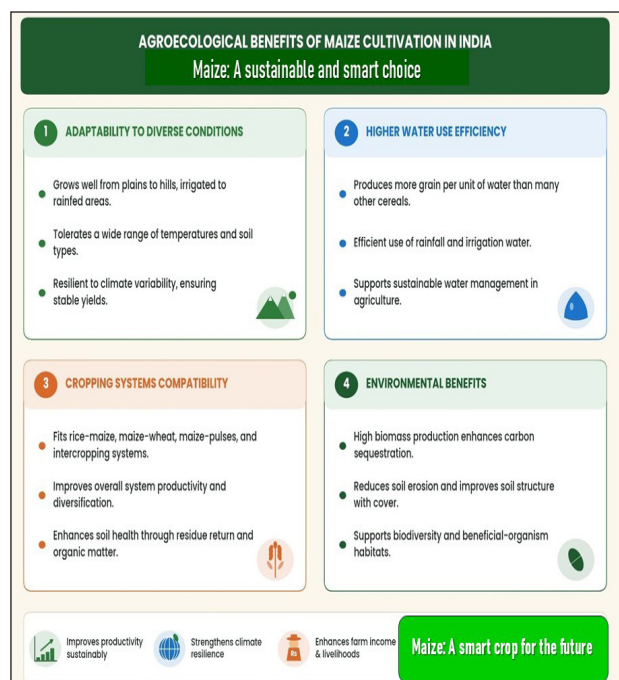 AGROECOLOGICAL BENEFITS OF MAIZE CULTIVATION IN INDIA
Maize: A sustainable and smart choice
1 ADAPTABILITY TO DIVERSE CONDITIONS
Grows well from plains to hills, irrigated to
rainfed areas.
Tolerates a wide range of temperatures and soil
types.
Resilient to climate variability, ensuring
stable yields.
2 HIGHER WATER USE EFFICIENCY
Produces more grain per unit of water than many
other cereals.
Efficient use of rainfall and irrigation water.
Supports sustainable water management in
agriculture.
3 CROPPING SYSTEMS COMPATIBILITY
Fits rice-maize, maize-wheat, maize-pulses, and
intercropping systems.
Improves overall system productivity and
diversification.
Enhances soil health through residue return and
organic matter.
4 ENVIRONMENTAL BENEFITS
High biomass production enhances carbon
sequestration.
Reduces soil erosion and improves soil structure
with cover.
Supports biodiversity and beneficial-organism
habitats.
Improves productivity
sustainably
Strengthens climate
resilience
Rs
Enhances farm income
& livelihoods
Maize: A smart crop for the future